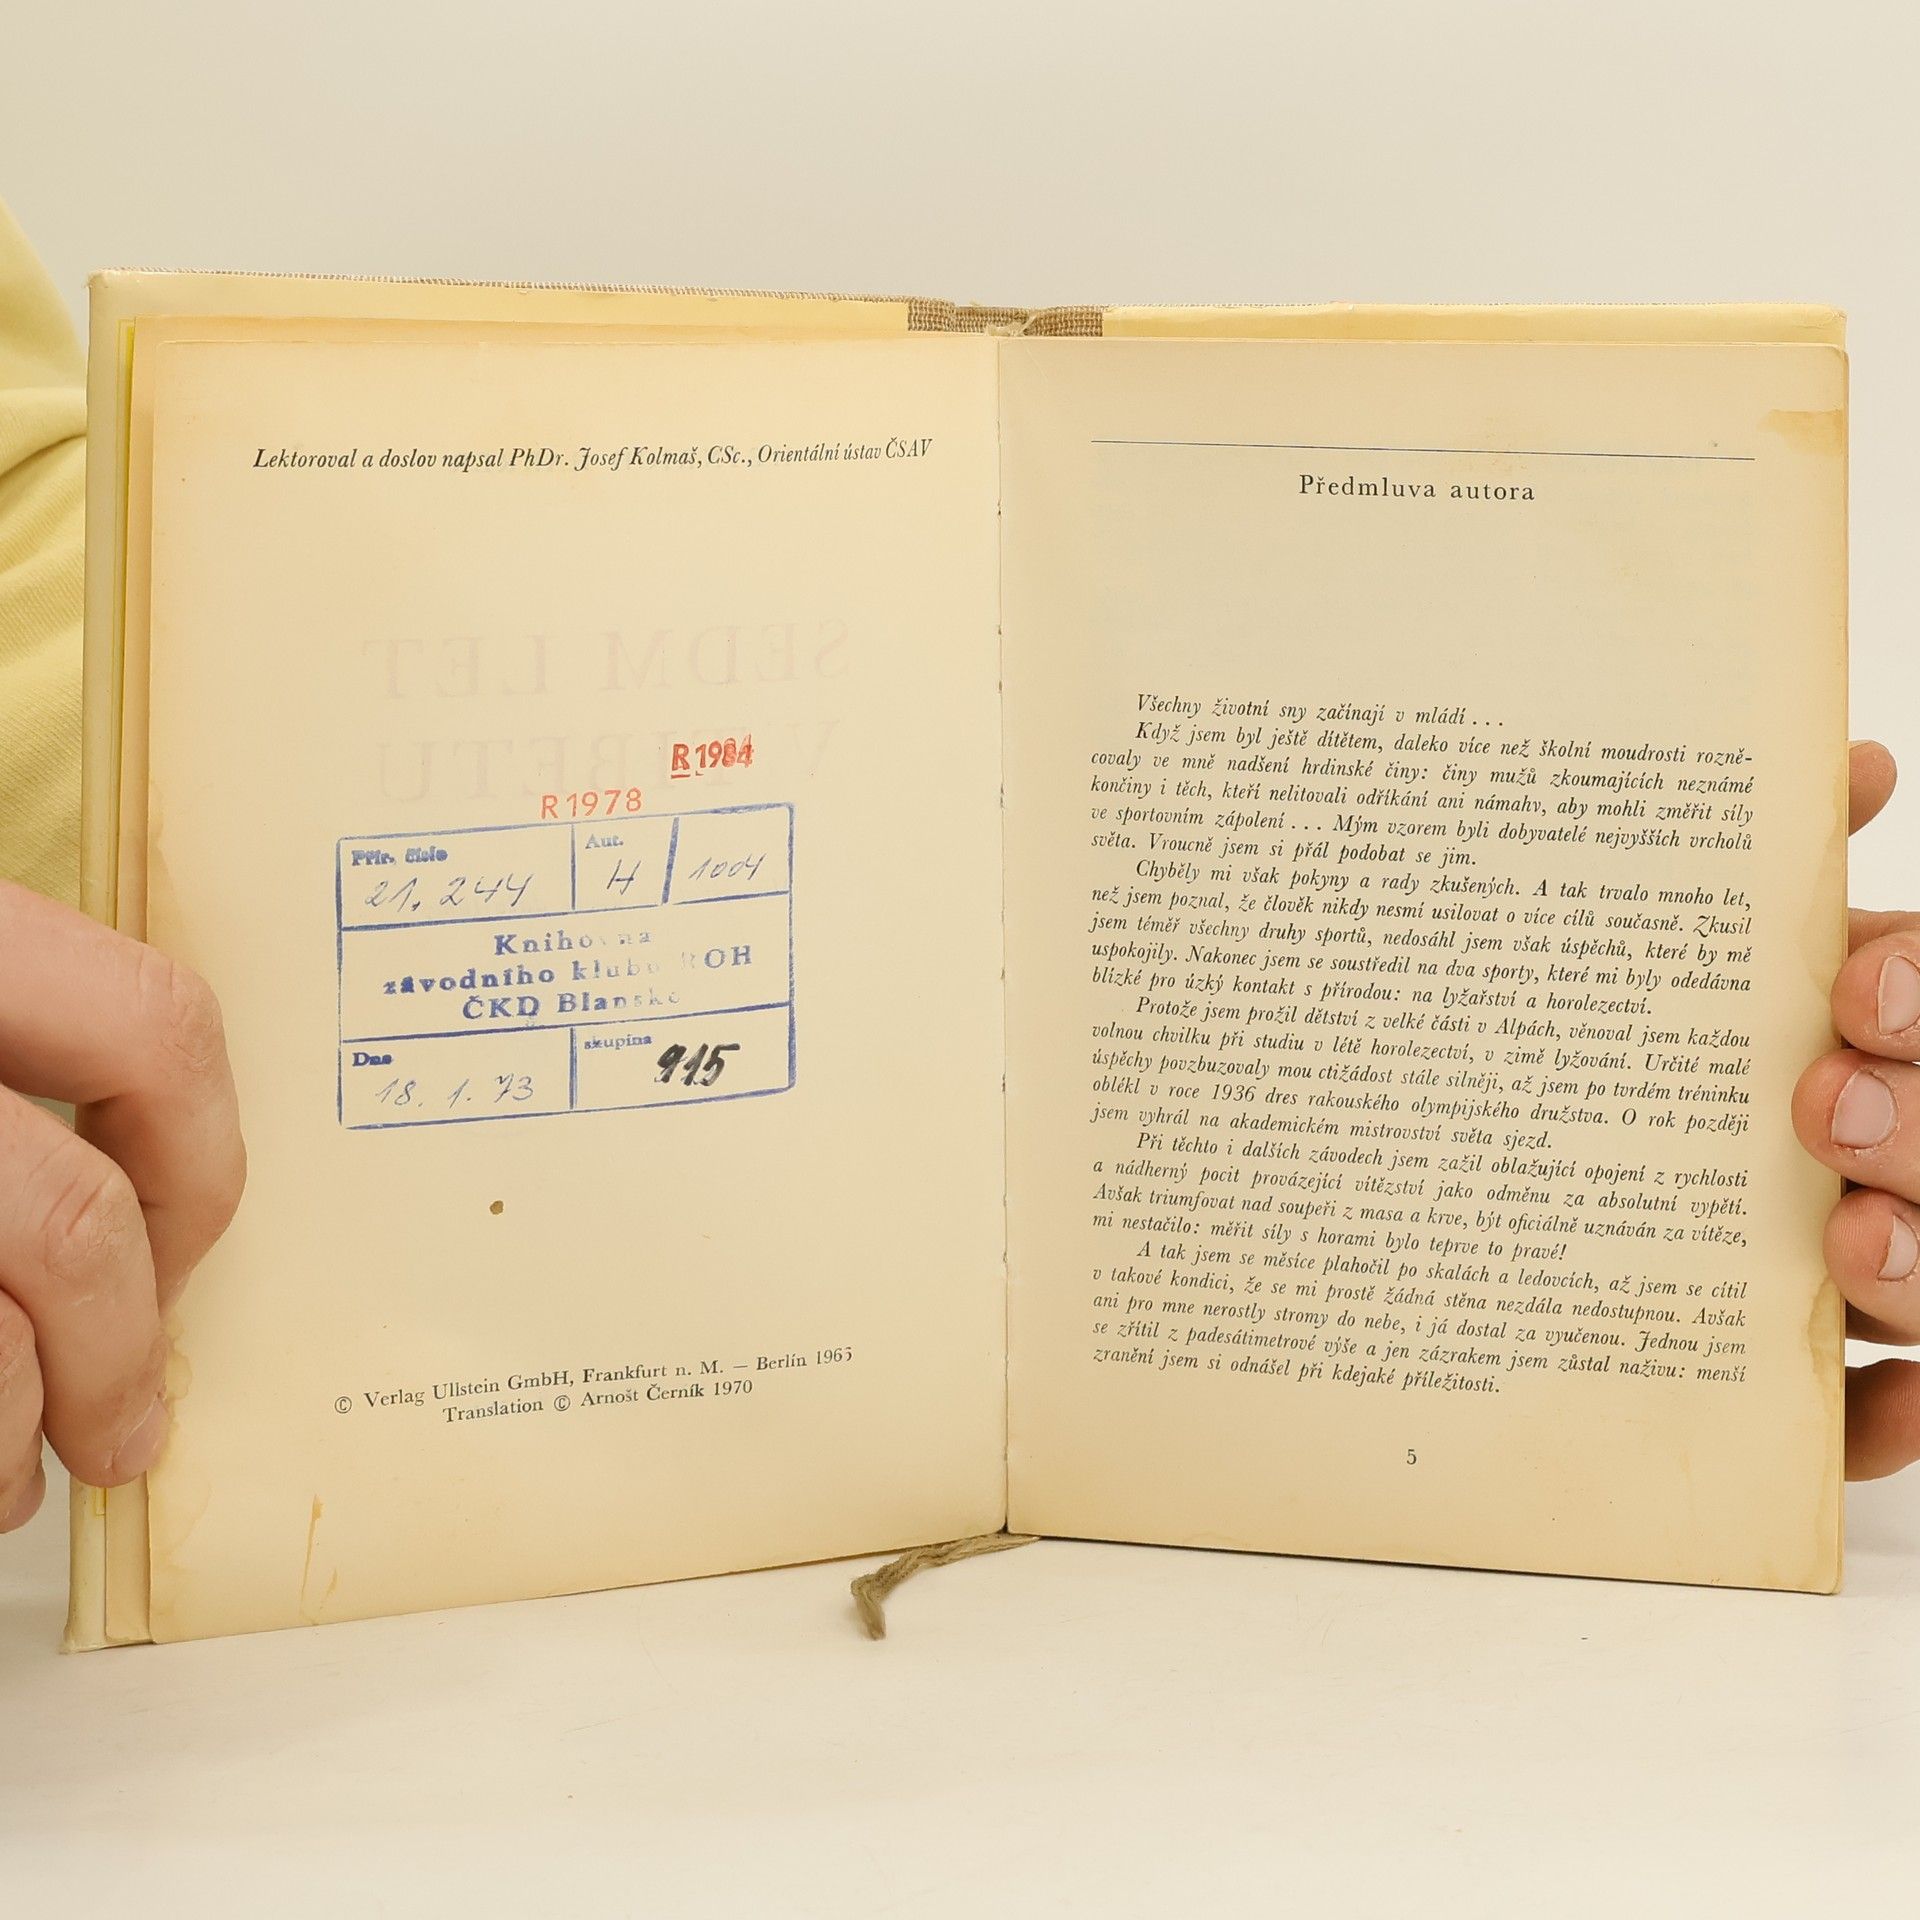 Lektoroval a doslov napsal PhDr. Josef Kolmaš, CSc., Orientální ústav ČSAV
SEDM LET
V TIBETU
R 1984
R 1978
Přír. číslo
21. 244
Aut.
H
1004
Knihovna
závodního klubu ROH
ČKD Blansko
Dne
18. 1. 73
skupina
915
© Verlag Ullstein GmbH, Frankfurt n. M. — Berlín 1965
Translation © Arnošt Černík 1970
Předmluva autora
Všechny životní sny začínají v mládí . . .
Když jsem byl ještě dítětem, daleko více než školní moudrosti rozně-
covaly ve mně nadšení hrdinské činy: činy mužů zkoumajících neznámé
končiny i těch, kteří nelitovali odříkání ani námahy, aby mohli změřit síly
ve sportovním zápolení . . . Mým vzorem byli dobyvatelé nejvyšších vrcholů
světa. Vroucně jsem si přál podobat se jim.
Chyběly mi však pokyny a rady zkušených. A tak trvalo mnoho let,
než jsem poznal, že člověk nikdy nesmí usilovat o více cílů současně. Zkusil
jsem téměř všechny druhy sportů, nedosáhl jsem však úspěchů, které by mě
uspokojily. Nakonec jsem se soustředil na dva sporty, které mi byly odedávna
blízké pro úzký kontakt s přírodou: na lyžařství a horolezectví.
Protože jsem prožil dětství z velké části v Alpách, věnoval jsem každou
volnou chvilku při studiu v létě horolezectví, v zimě lyžování. Určité malé
úspěchy povzbuzovaly mou ctižádost stále silněji, až jsem po tvrdém tréninku
oblékl v roce 1936 dres rakouského olympijského družstva. O rok později
jsem vyhrál na akademickém mistrovství světa sjezd.
Při těchto i dalších závodech jsem zažil oblažující opojení z rychlosti
a nádherný pocit provázející vítězství jako odměnu za absolutní vypětí.
Avšak triumfovat nad soupeři z masa a krve, být oficiálně uznáván za vítěze,
mi nestačilo: měřit síly s horami bylo teprve to pravé!
A tak jsem se měsíce plahočil po skalách a ledovcích, až jsem se cítil
v takové kondici, že se mi prostě žádná stěna nezdála nedostupnou. Avšak
ani pro mne nerostly stromy do nebe, i já dostal za vyučenou. Jednou jsem
se zřítil z padesátimetrové výše a jen zázrakem jsem zůstal naživu: menší
zranění jsem si odnášel při kdejaké příležitosti.
5